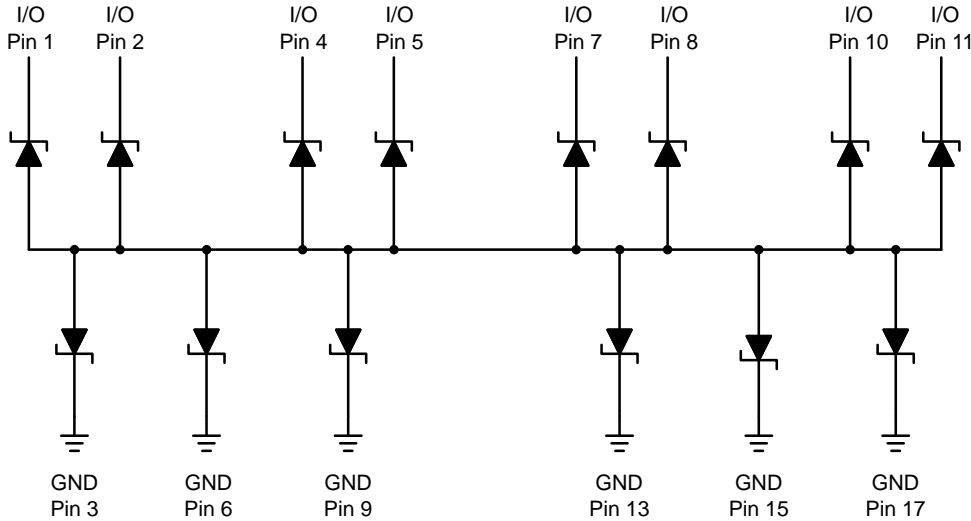 I/O I/O I/O I/O I/O I/O I/O I/O
Pin 1 Pin 2 Pin 4 Pin 5 Pin 7 Pin 8 Pin 10 Pin 11
GND GND GND GND GND GND
Pin 3 Pin 6 Pin 9 Pin 13 Pin 15 Pin 17